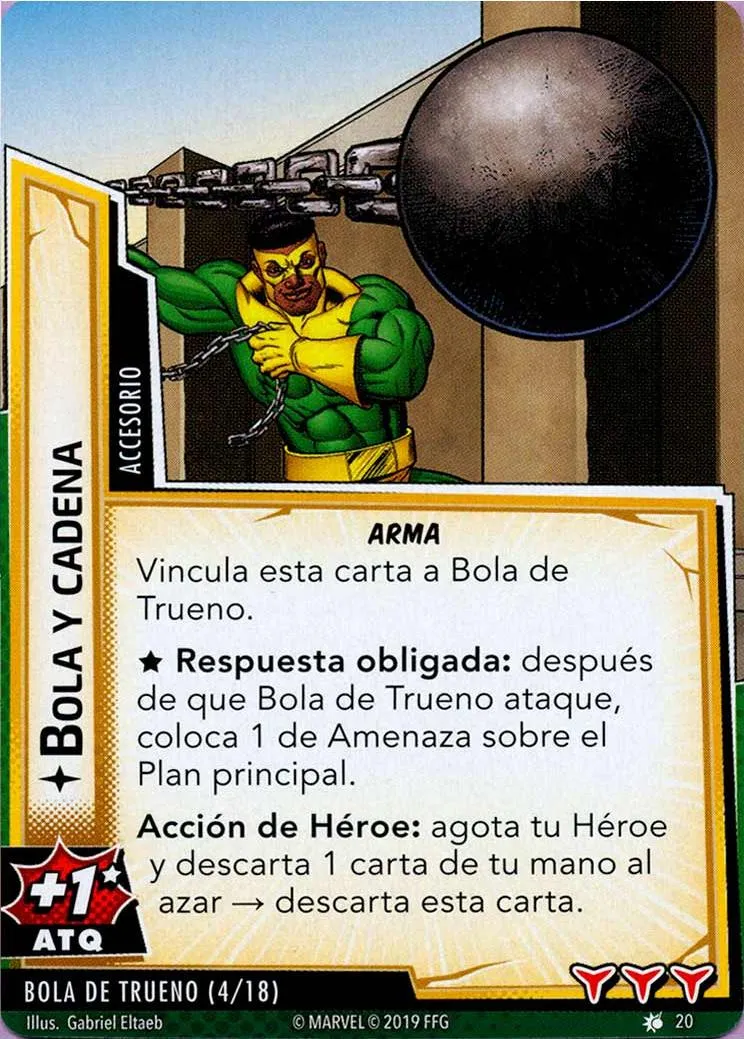 ACCESORIO
BOLA Y CADENA
ARMA
Vincula esta carta a Bola de
Trueno.
★ Respuesta obligada: después
de que Bola de Trueno ataque,
coloca 1 de Amenaza sobre el
Plan principal.
Acción de Héroe: agota tu Héroe
y descarta 1 carta de tu mano al
azar → descarta esta carta.
+1★
ATQ
BOLA DE TRUENO (4/18)
Illus. Gabriel Eltaeb
© MARVEL © 2019 FFG
20